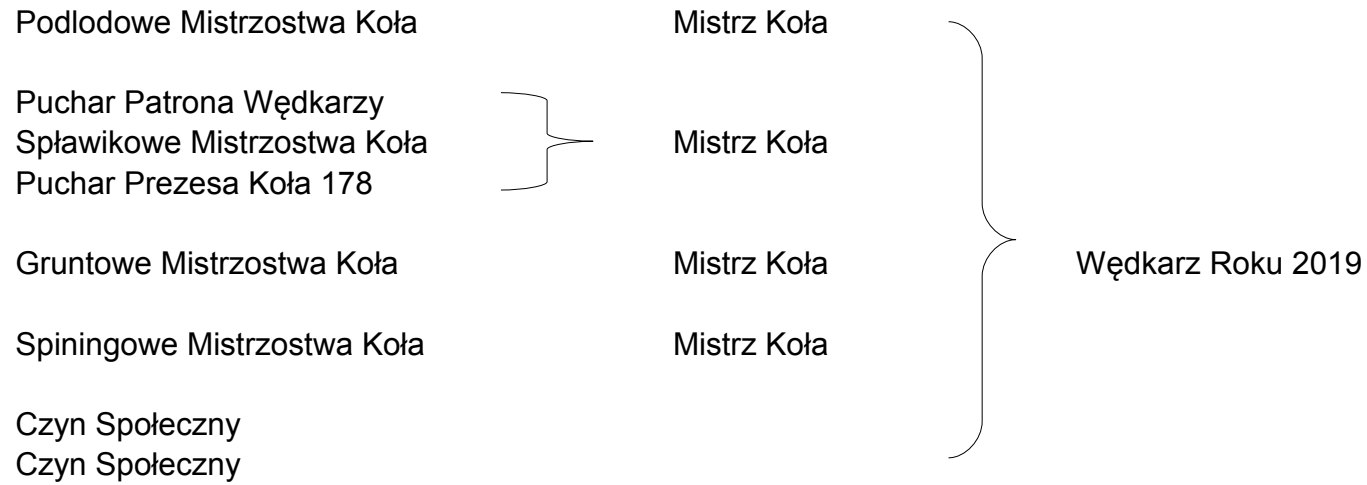 Podlodowe Mistrzostwa Koła Mistrz Koła
Puchar Patrona Wędkarzy
Spławikowe Mistrzostwa Koła Mistrz Koła
Puchar Prezesa Koła 178
Gruntowe Mistrzostwa Koła Mistrz Koła Wędkarz Roku 2019
Spiningowe Mistrzostwa Koła Mistrz Koła
Czyn Społeczny
Czyn Społeczny